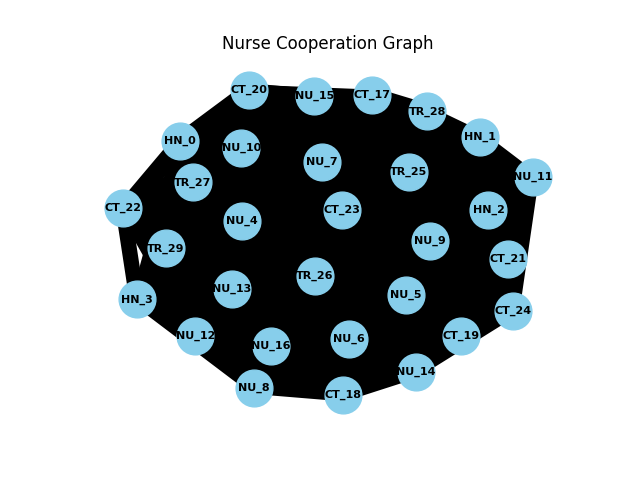 Nurse Cooperation Graph
CT_20
NU_15
CT_17
TR_28
HN_1
HN_0
NU_10
NU_7
TR_25
NU_11
TR_27
CT_22
NU_4
CT_23
HN_2
TR_29
NU_9
CT_21
TR_26
NU_13
NU_5
HN_3
CT_24
NU_12
NU_16
NU_6
CT_19
NU_14
NU_8
CT_18